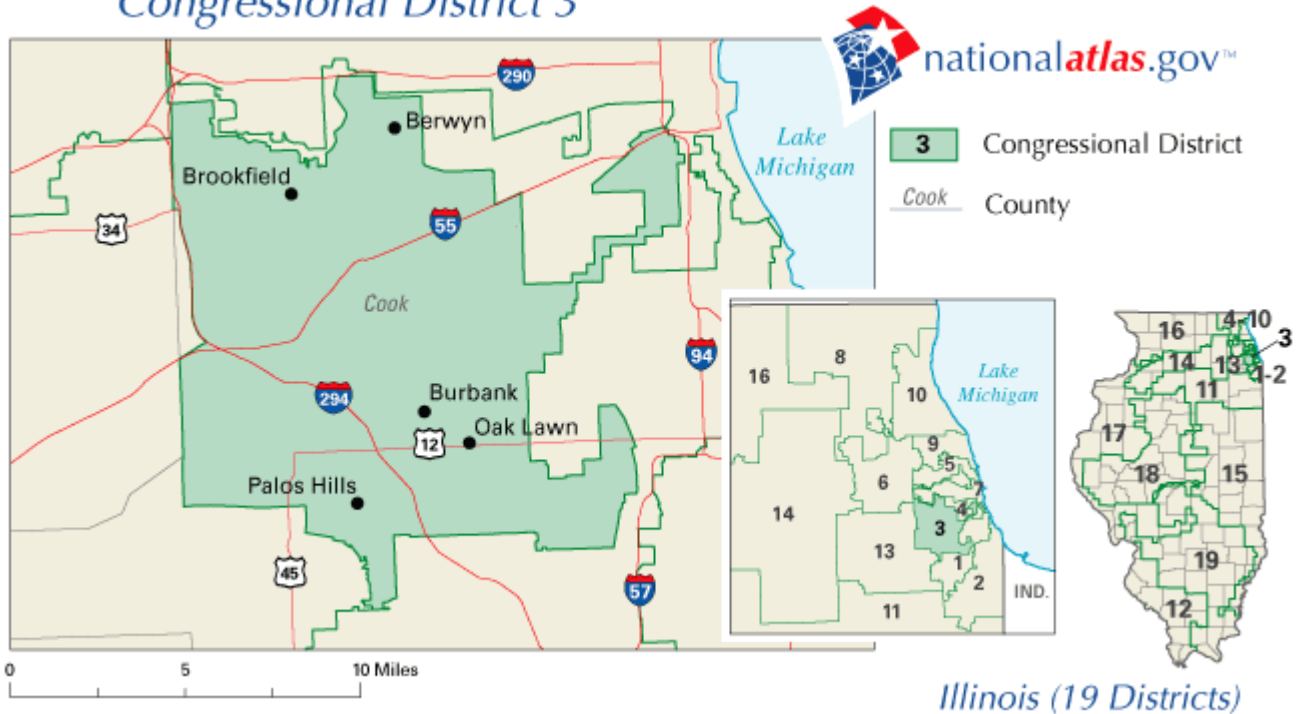 Congressional District 3
nationalatlas.gov™
290
Berwyn
Lake
Michigan
3 Congressional District
Brookfield
Cook County
34
55
Cook
94
294
Burbank
Oak Lawn
12
Palos Hills
45
57
0 5 10 Miles
16
8
10
Lake
Michigan
9
5
7
6
4
14
3
13
1
2
11
IND.
16
4-10
3
14
13
1-2
11
17
18
15
19
12
Illinois (19 Districts)